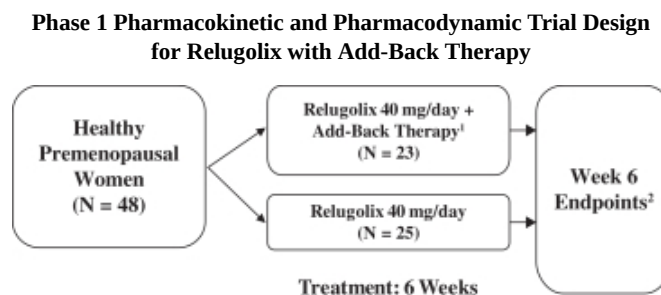 Phase 1 Pharmacokinetic and Pharmacodynamic Trial Design
for Relugolix with Add-Back Therapy
Healthy
Premenopausal
Women
(N = 48)
Relugolix 40 mg/day +
Add-Back Therapy¹
(N = 23)
Relugolix 40 mg/day
(N = 25)
Week 6
Endpoints²
Treatment: 6 Weeks